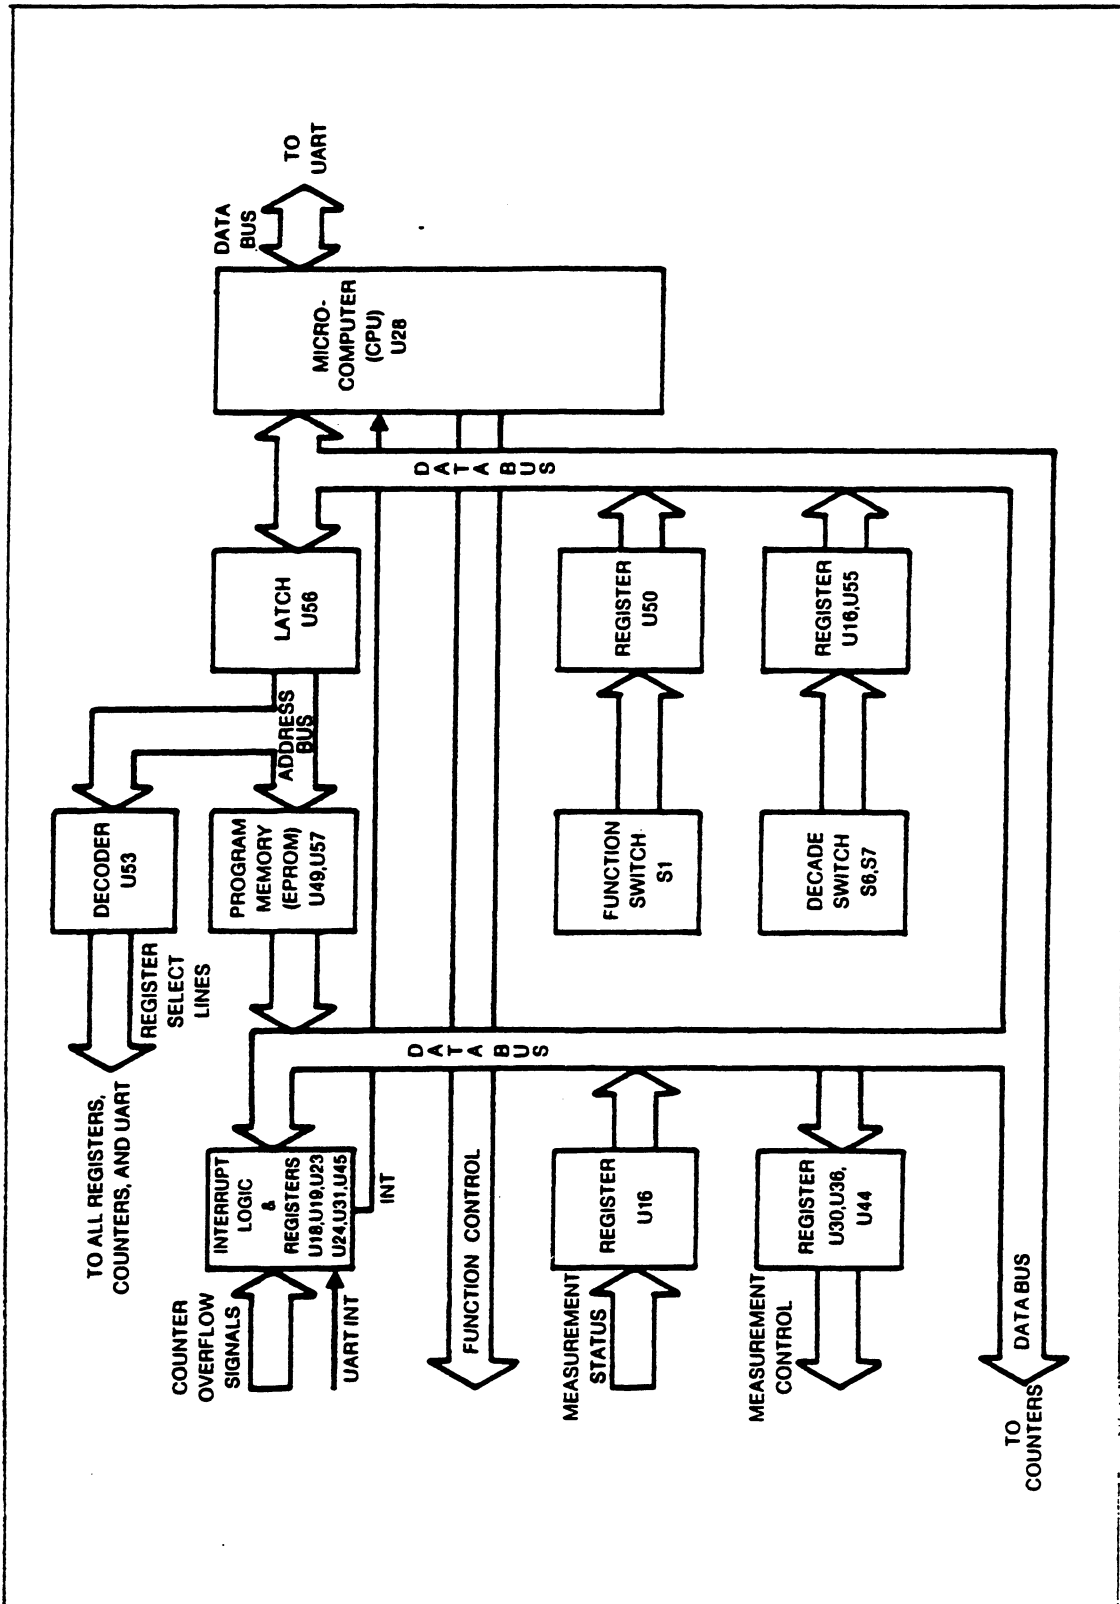 TO ALL REGISTERS,
COUNTERS, AND UART
REGISTER
SELECT
LINES
DECODER
U53
COUNTER
OVERFLOW
SIGNALS
UART INT
INTERRUPT
LOGIC
&
REGISTERS
U18,U19,U23
U24,U31,U45
INT
PROGRAM
MEMORY
(EPROM)
U49,U57
ADDRESS
BUS
LATCH
U56
MICRO-
COMPUTER
(CPU)
U28
DATA
BUS
TO
UART
FUNCTION CONTROL
DATA BUS
DATA BUS
MEASUREMENT
STATUS
REGISTER
U16
FUNCTION
SWITCH
S1
REGISTER
U50
MEASUREMENT
CONTROL
REGISTER
U30,U36,
U44
DECADE
SWITCH
S6,S7
REGISTER
U16,U55
TO
COUNTERS
DATA BUS